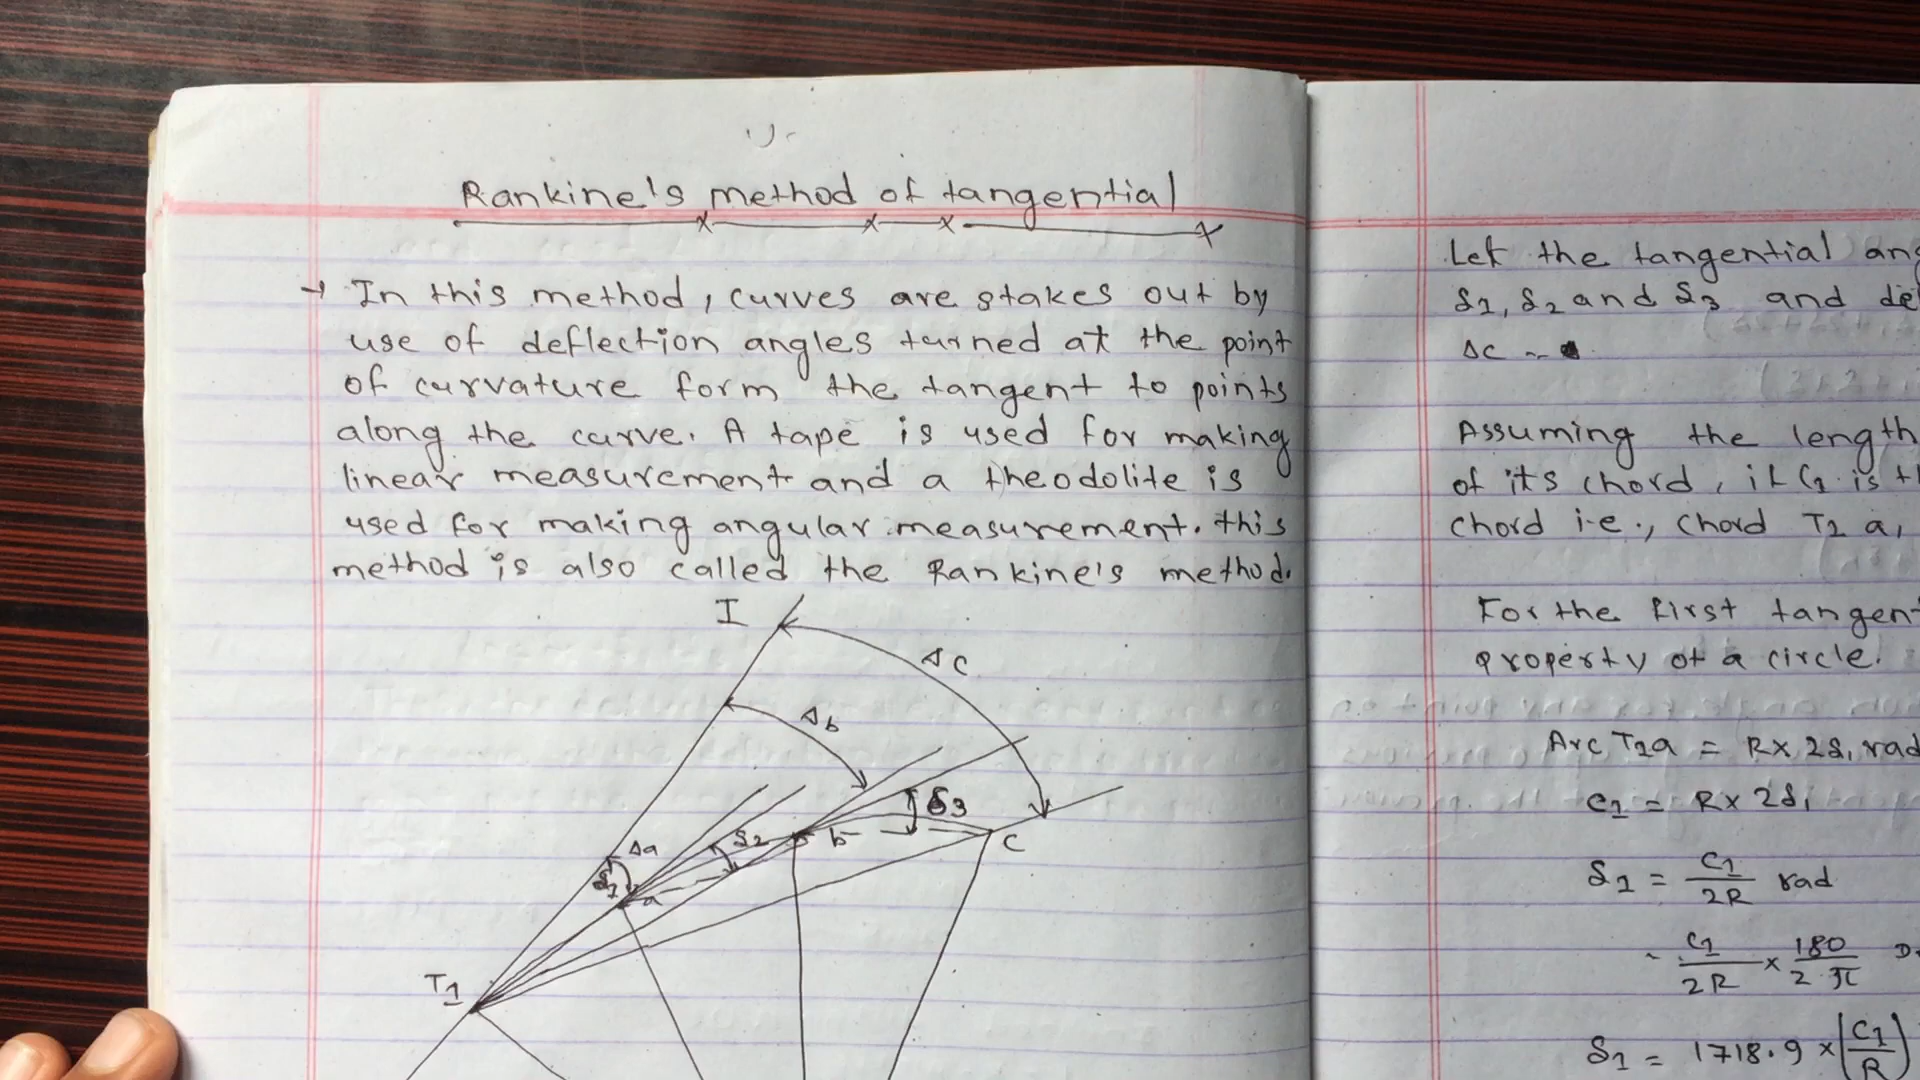 Rankine's method of tangential
→ In this method, curves are stakes out by
use of deflection angles turned at the point
of curvature form the tangent to points
along the curve. A tape is used for making
linear measurement and a theodolite is
used for making angular measurement. this
method is also called the Rankine's method.
I
Δc
Δb
δ3
Δa
δ2
b
C
δ1
a
T1
Let the tangential
δ1, δ2 and δ3 and
Δc
Assuming the length
of its chord, if C1 is
chord i.e., chord T1 a,
For the first
property of a circle.
Arc T1a = R × 2δ1 rad
C1 = R × 2δ1
δ1 = C1/2R rad
C1/2R × 180/2π
δ1 = 1718.9 × (C1/R)